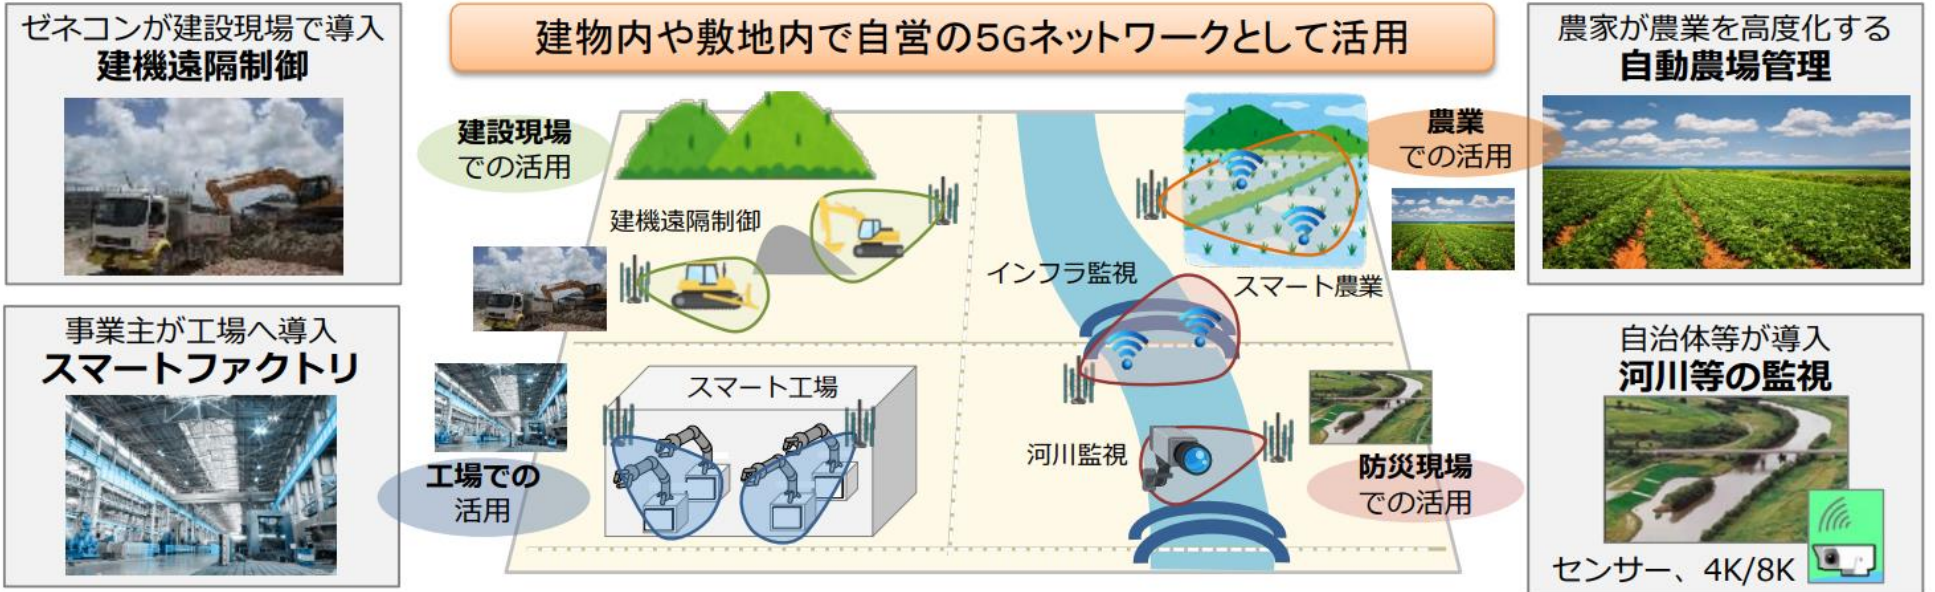 建物内や敷地内で自営の5Gネットワークとして活用
ゼネコンが建設現場で導入
建機遠隔制御
事業主が工場へ導入
スマートファクトリ
建設現場
での活用
建機遠隔制御
スマート工場
工場での
活用
インフラ監視
スマート農業
河川監視
農業
での活用
防災現場
での活用
農家が農業を高度化する
自動農場管理
自治体等が導入
河川等の監視
センサー、4K/8K